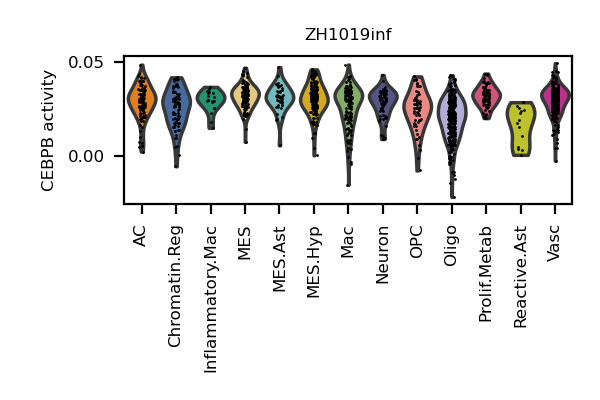 ZH1019inf
CEBPB activity
0.05
0.00
AC
Chromatin.Reg
Inflammatory.Mac
MES
MES.Ast
MES.Hyp
Mac
Neuron
OPC
Oligo
Prolif.Metab
Reactive.Ast
Vasc